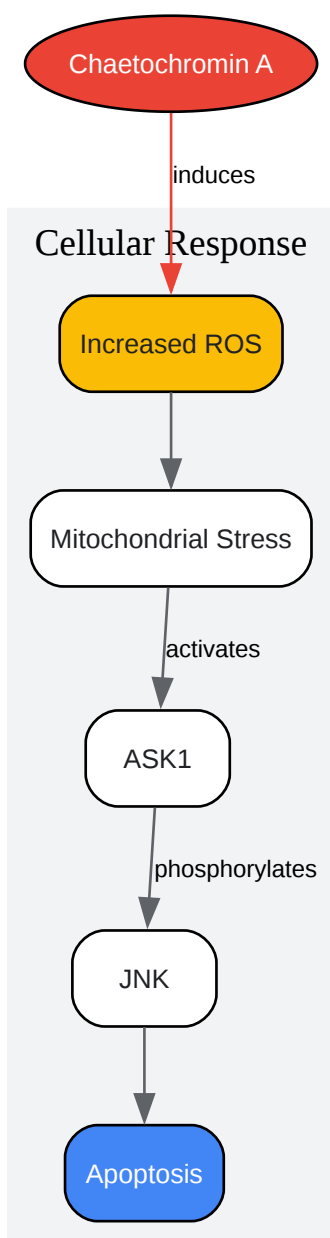 Chaetochromin A
induces
Cellular Response
Increased ROS
Mitochondrial Stress
activates
ASK1
phosphorylates
JNK
Apoptosis